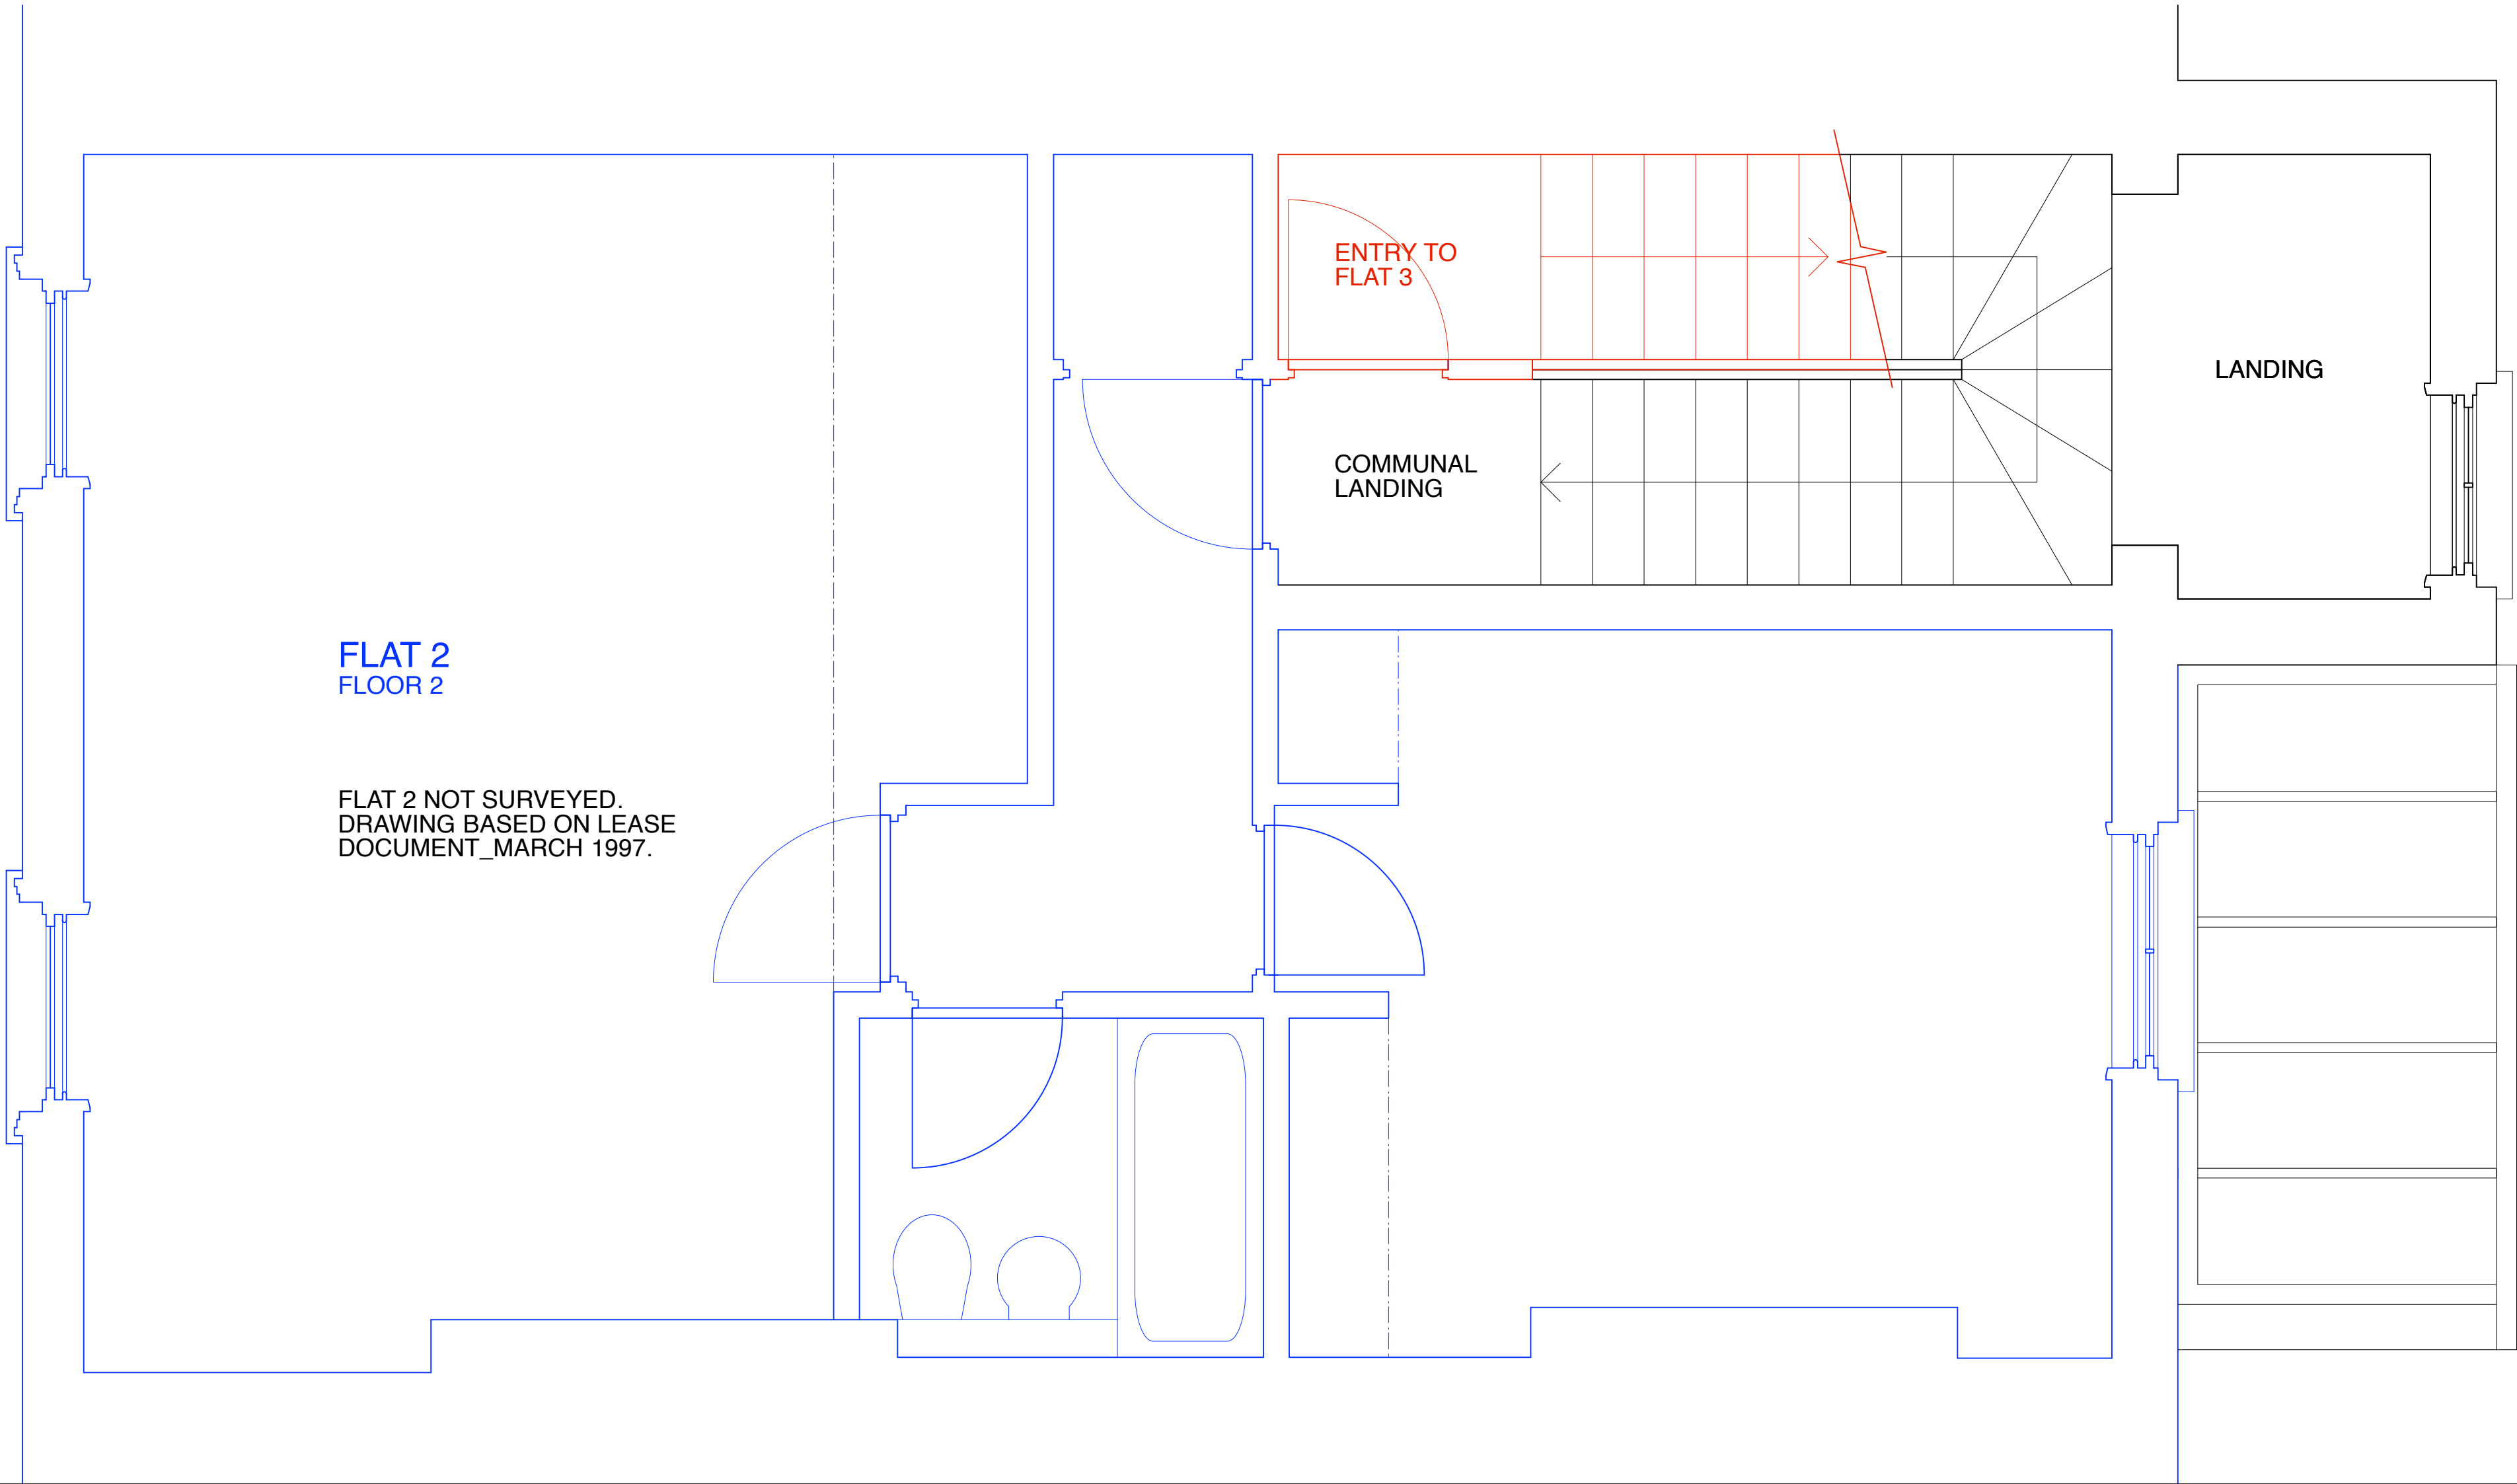 ENTRY TO
FLAT 3
LANDING
COMMUNAL
LANDING
FLAT 2
FLOOR 2
FLAT 2 NOT SURVEYED.
DRAWING BASED ON LEASE
DOCUMENT_MARCH 1997.